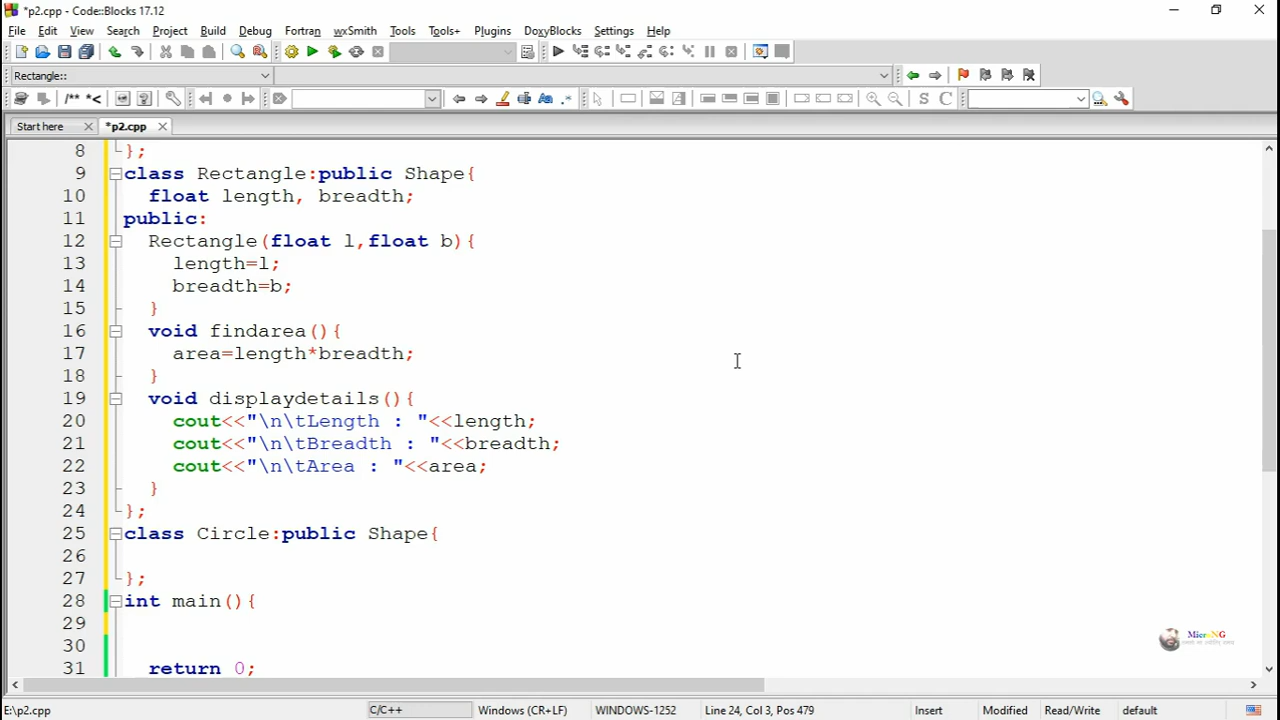 *p2.cpp - Code::Blocks 17.12
File Edit View Search Project Build Debug Fortran wxSmith Tools Tools+ Plugins DoxyBlocks Settings Help
Rectangle::
/** *<
S C
Start here *p2.cpp
8 };
9 class Rectangle:public Shape{
10 float length, breadth;
11 public:
12 Rectangle(float l,float b){
13 length=l;
14 breadth=b;
15 }
16 void findarea(){
17 area=length*breadth;
18 }
19 void displaydetails(){
20 cout<<"\n\tLength : "<<length;
21 cout<<"\n\tBreadth : "<<breadth;
22 cout<<"\n\tArea : "<<area;
23 }
24 };
25 class Circle:public Shape{
26
27 };
28 int main(){
29
30
31 return 0;
MicroNG
E:\p2.cpp C/C++ Windows (CR+LF) WINDOWS-1252 Line 24, Col 3, Pos 479 Insert Modified Read/Write default